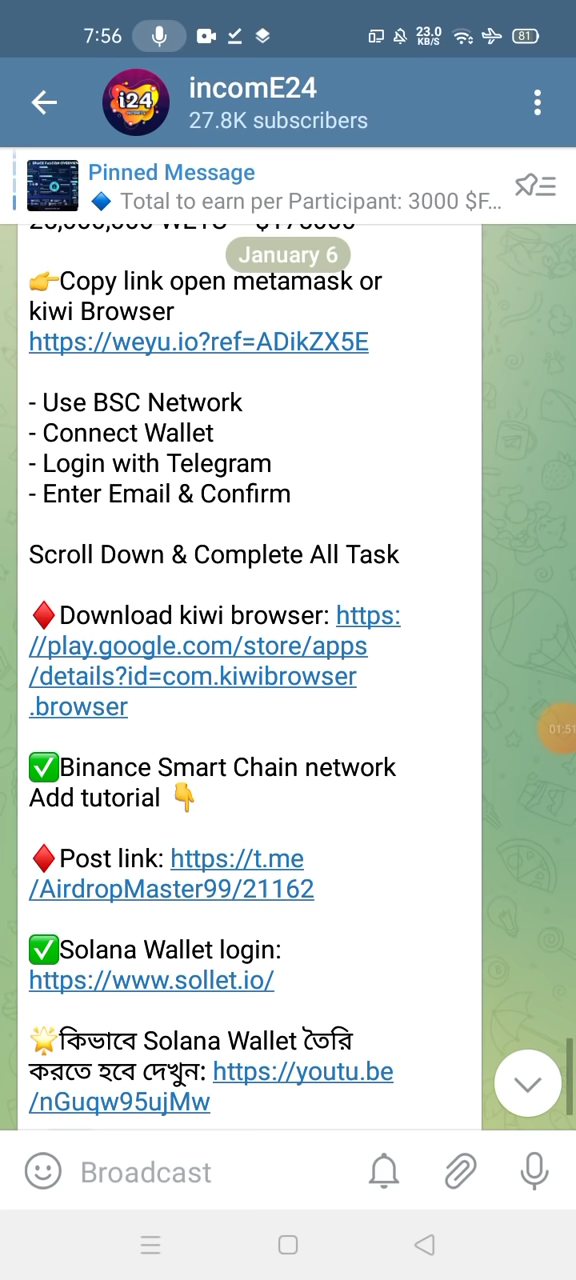 7:56
23.0
KB/S
81
i24
incomE24
27.8K subscribers
Pinned Message
🔷 Total to earn per Participant: 3000 $F...
January 6
👉Copy link open metamask or
kiwi Browser
https://weyu.io?ref=ADikZX5E
- Use BSC Network
- Connect Wallet
- Login with Telegram
- Enter Email & Confirm
Scroll Down & Complete All Task
♦️Download kiwi browser: https:
//play.google.com/store/apps
/details?id=com.kiwibrowser
.browser
✅Binance Smart Chain network
Add tutorial 👇
♦️Post link: https://t.me
/AirdropMaster99/21162
✅Solana Wallet login:
https://www.sollet.io/
🌟কিভাবে Solana Wallet তৈরি
করতে হবে দেখুন: https://youtu.be
/nGuqw95ujMw
01:51
Broadcast